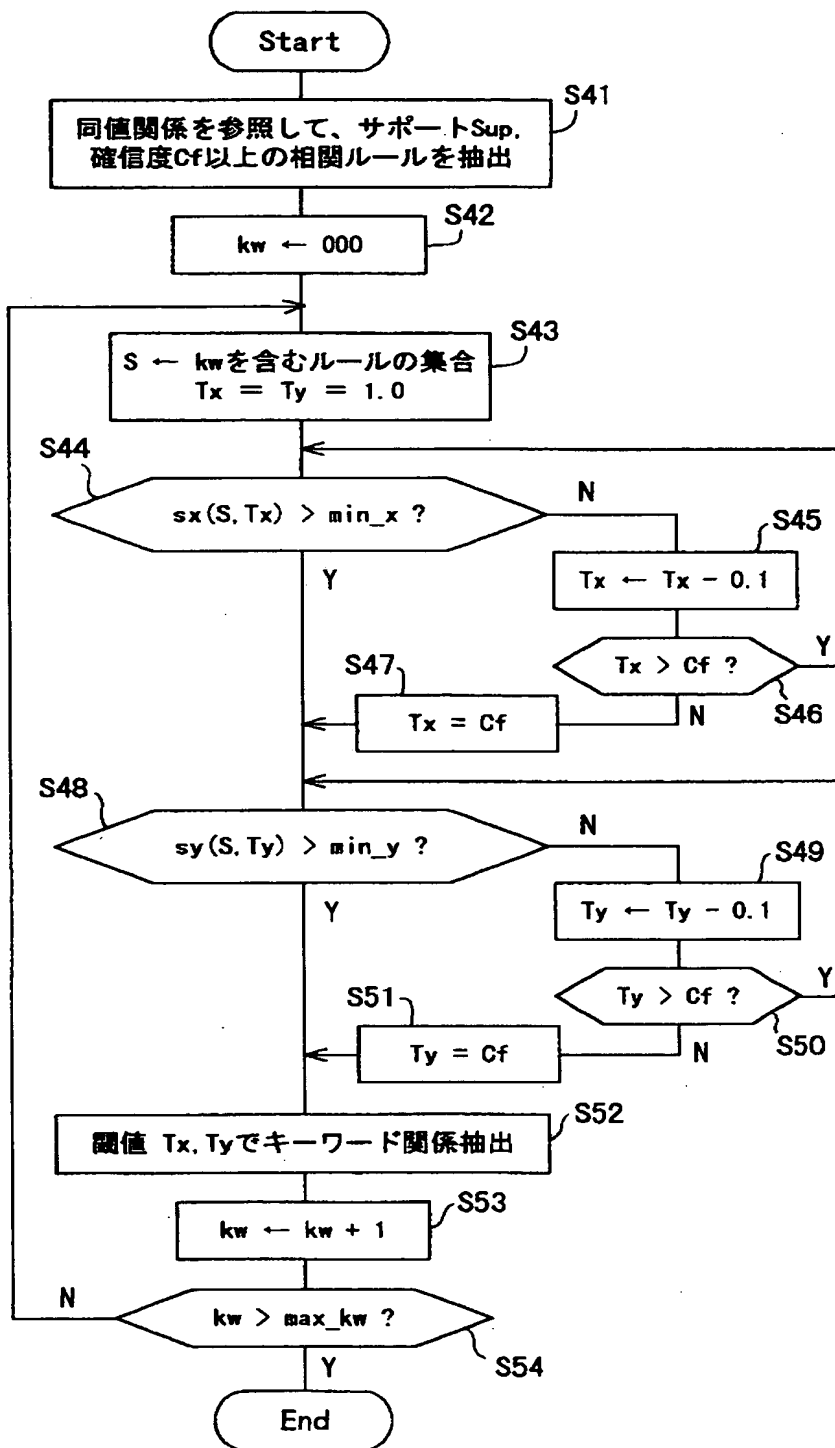 Start
S41
同値関係を参照して、サポートSup,
確信度Cf以上の相関ルールを抽出
S42
kw ← 000
S43
S ← kwを含むルールの集合
Tx = Ty = 1.0
S44
sx(S,Tx) > min_x ?
N
Y
S45
Tx ← Tx - 0.1
Tx > Cf ?
Y
S46
N
S47
Tx = Cf
S48
sy(S,Ty) > min_y ?
N
Y
S49
Ty ← Ty - 0.1
Ty > Cf ?
Y
S50
N
S51
Ty = Cf
S52
閾値 Tx,Tyでキーワード関係抽出
S53
kw ← kw + 1
N
kw > max_kw ?
S54
Y
End